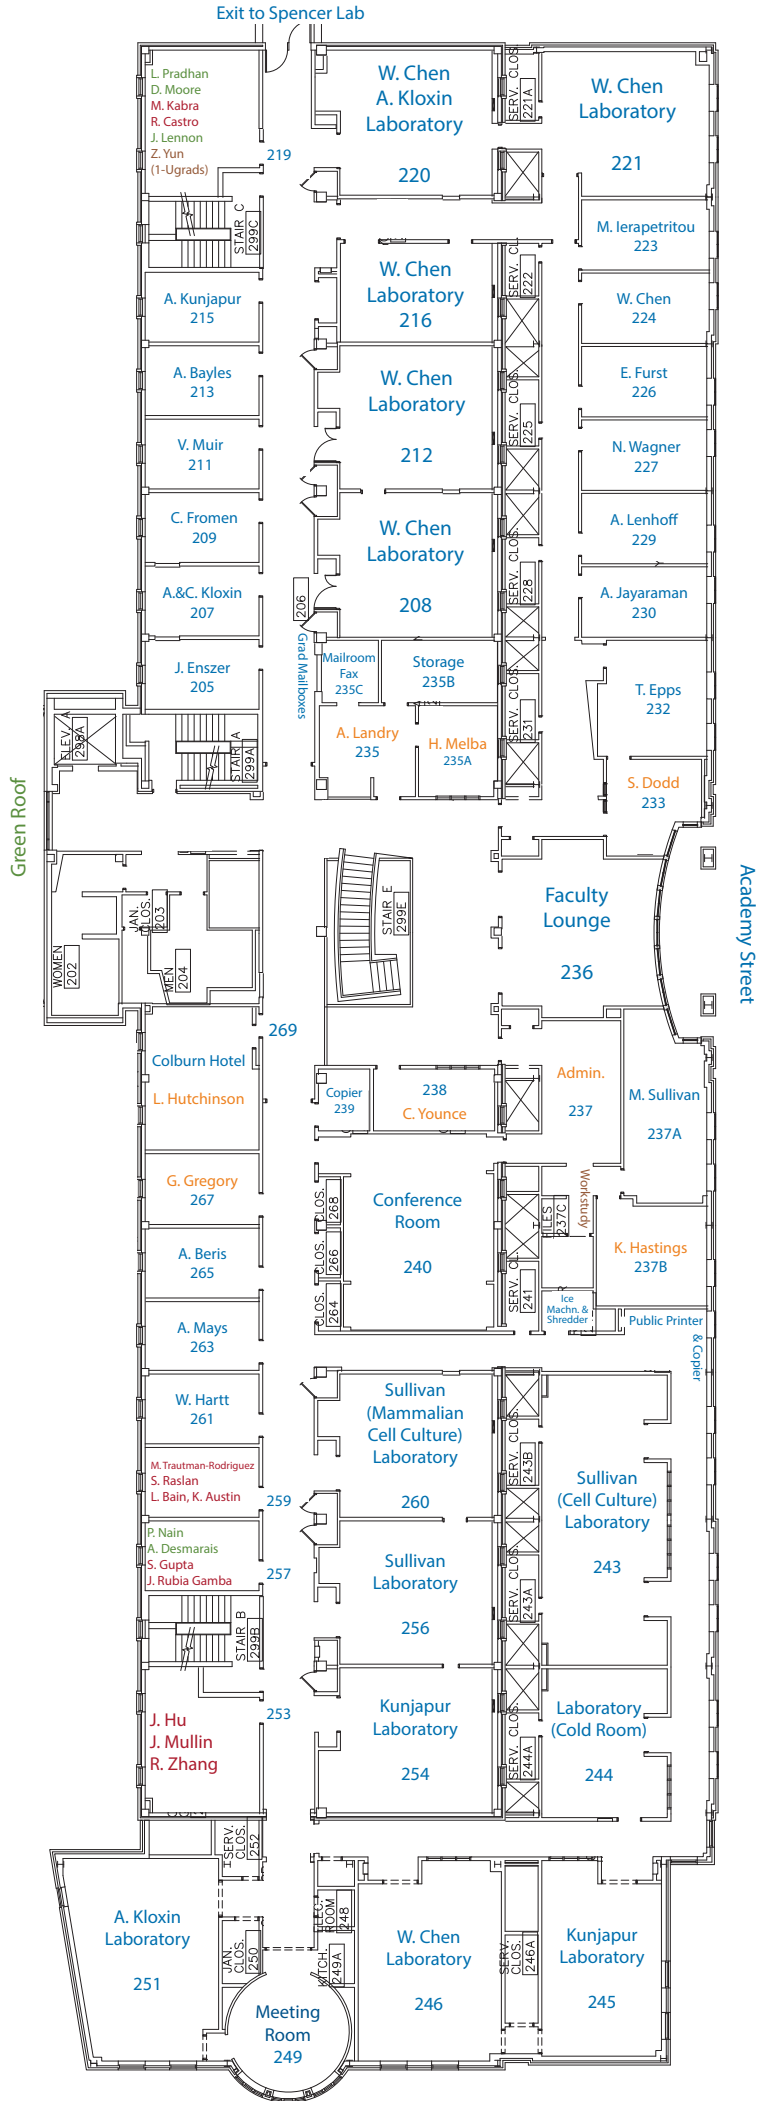 Exit to Spencer Lab
L. Pradhan
D. Moore
M. Kabra
R. Castro
J. Lennon
Z. Yun
(1-Ugrads)
219
W. Chen
A. Kloxin
Laboratory
220
SERV. CLOS.
221A
W. Chen
Laboratory
221
STAIR C
299C
M. Ierapetritou
223
A. Kunjapur
215
W. Chen
Laboratory
216
SERV. CL.
222
W. Chen
224
A. Bayles
213
W. Chen
Laboratory
212
SERV. CLOS.
225
E. Furst
226
V. Muir
211
N. Wagner
227
C. Fromen
209
W. Chen
Laboratory
208
A. Lenhoff
229
A.&C. Kloxin
207
206
SERV. CLOS.
228
A. Jayaraman
230
J. Enszer
205
Grad Mailboxes
Mailroom
Fax
235C
Storage
235B
SERV. CLOS.
231
T. Epps
232
ELEV. A
298A
STAIR A
299A
A. Landry
235
H. Melba
235A
S. Dodd
233
Green Roof
JAN.
CLOS.
203
WOMEN
202
MEN
204
STAIR E
299E
Faculty
Lounge
236
Academy Street
269
Colburn Hotel
L. Hutchinson
Copier
239
238
C. Younce
Admin.
237
M. Sullivan
237A
G. Gregory
267
CLOS.
268
Conference
Room
240
FILES
237C
Workstudy
K. Hastings
237B
A. Beris
265
CLOS.
266
A. Mays
263
CLOS.
264
SERV. CL.
241
Ice
Machn. &
Shredder
Public Printer
& Copier
W. Hartt
261
Sullivan
(Mammalian
Cell Culture)
Laboratory
260
SERV. CLOS.
243B
Sullivan
(Cell Culture)
Laboratory
243
M. Trautman-Rodriguez
S. Raslan
L. Bain, K. Austin
259
P. Nain
A. Desmarais
S. Gupta
J. Rubia Gamba
257
Sullivan
Laboratory
256
SERV. CLOS.
243A
STAIR B
299B
J. Hu
J. Mullin
R. Zhang
253
Kunjapur
Laboratory
254
SERV. CLOS.
244A
Laboratory
(Cold Room)
244
SERV.
CLOS.
252
A. Kloxin
Laboratory
251
JAN.
CLOS.
250
ELEC.
ROOM
248
KITCH.
249A
W. Chen
Laboratory
246
SERV.
CLOS.
246A
Kunjapur
Laboratory
245
Meeting
Room
249